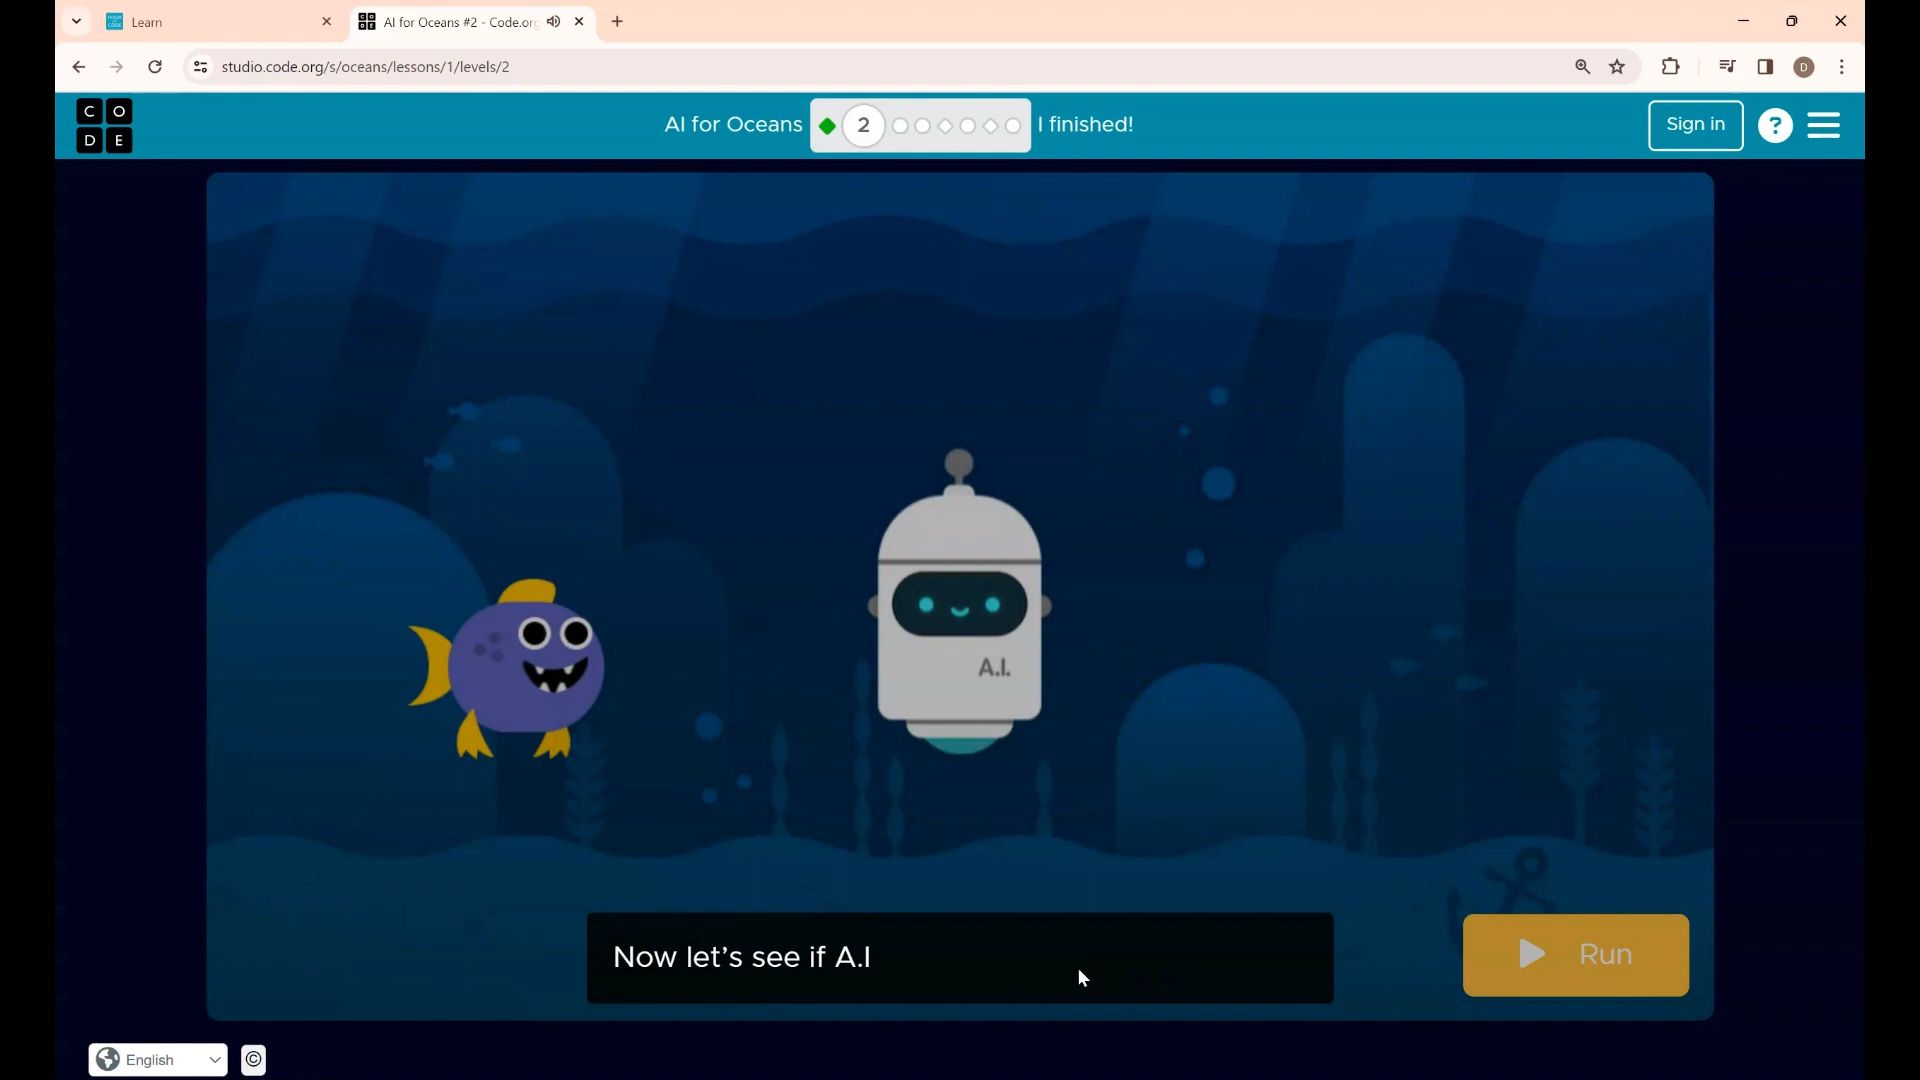 Learn
AI for Oceans #2 - Code.org
studio.code.org/s/oceans/lessons/1/levels/2
D
C O
D E
AI for Oceans
2
I finished!
Sign in
?
A.I.
Now let’s see if A.I
Run
English
©